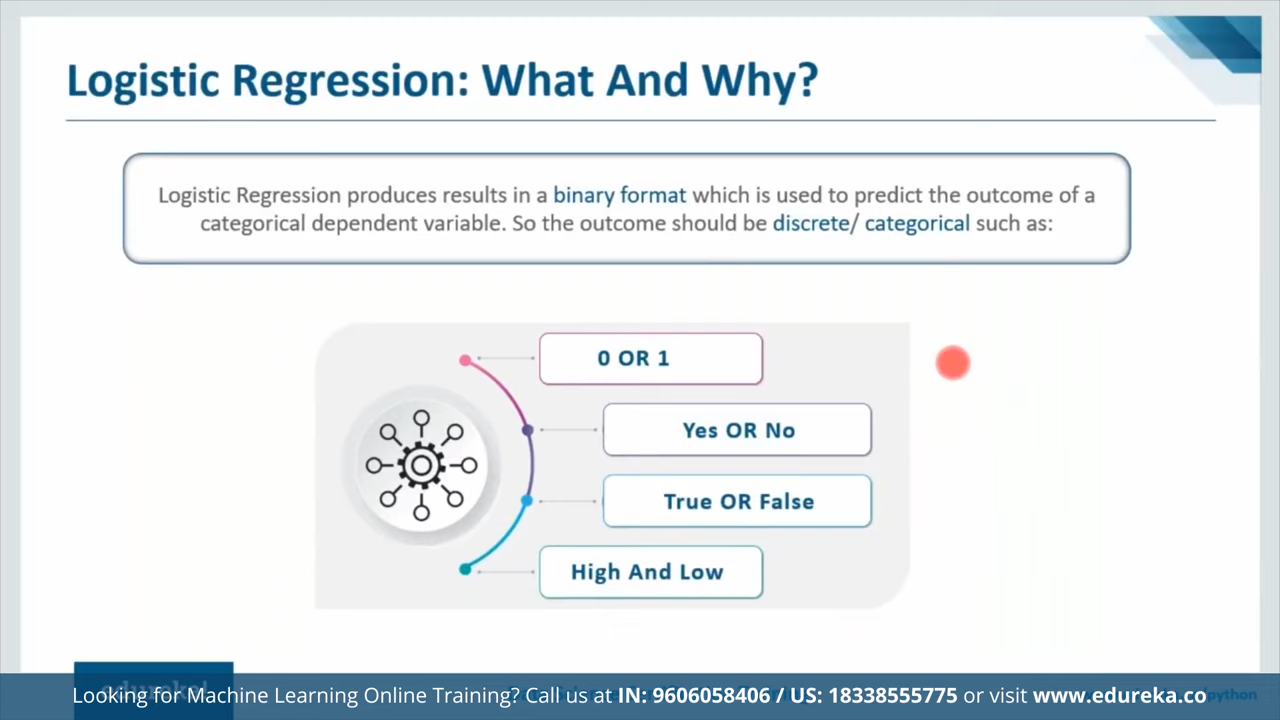 Logistic Regression: What And Why?
Logistic Regression produces results in a binary format which is used to predict the outcome of a
categorical dependent variable. So the outcome should be discrete/ categorical such as:
0 OR 1
Yes OR No
True OR False
High And Low
Looking for Machine Learning Online Training? Call us at IN: 9606058406 / US: 18338555775 or visit www.edureka.co